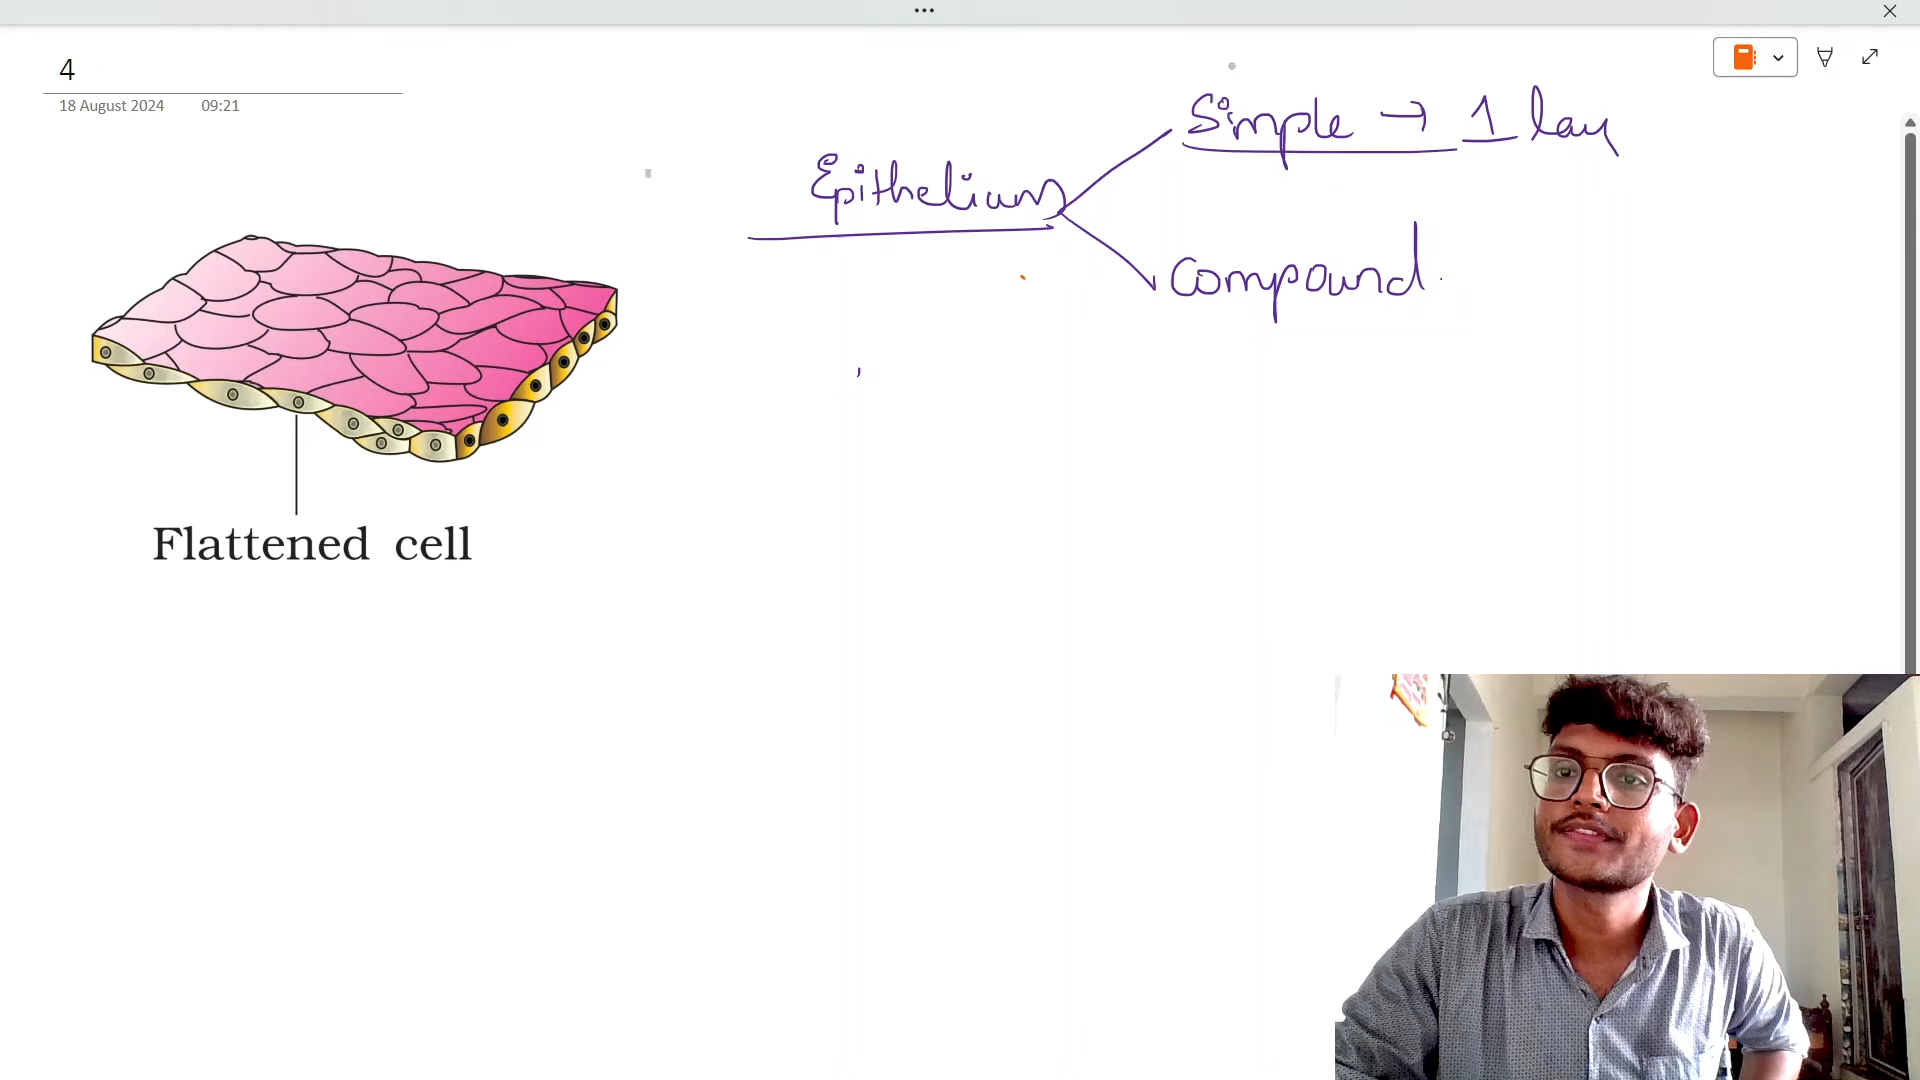 4
18 August 2024 09:21
Simple → 1 lay
Epithelium
Compound
Flattened cell